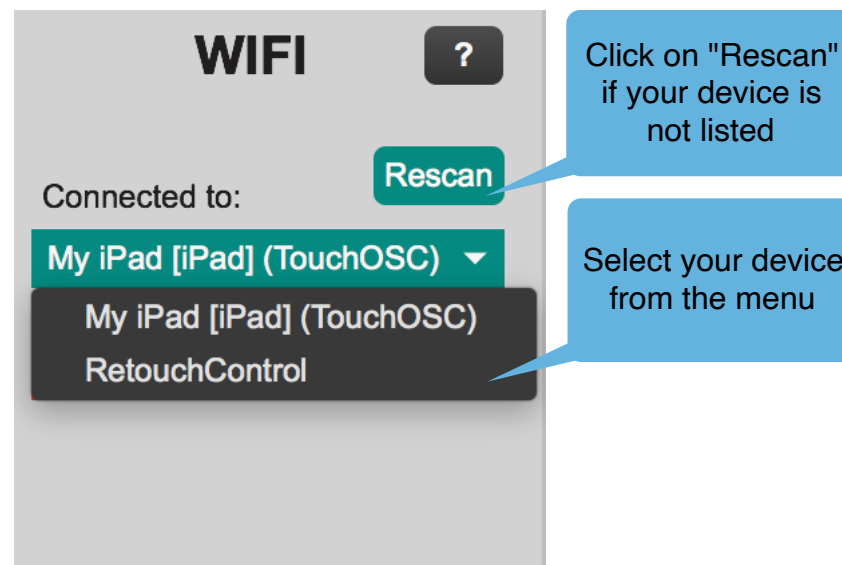 WIFI
?
Click on "Rescan"
if your device is
not listed
Rescan
Connected to:
My iPad [iPad] (TouchOSC)
Select your device
from the menu
My iPad [iPad] (TouchOSC)
RetouchControl